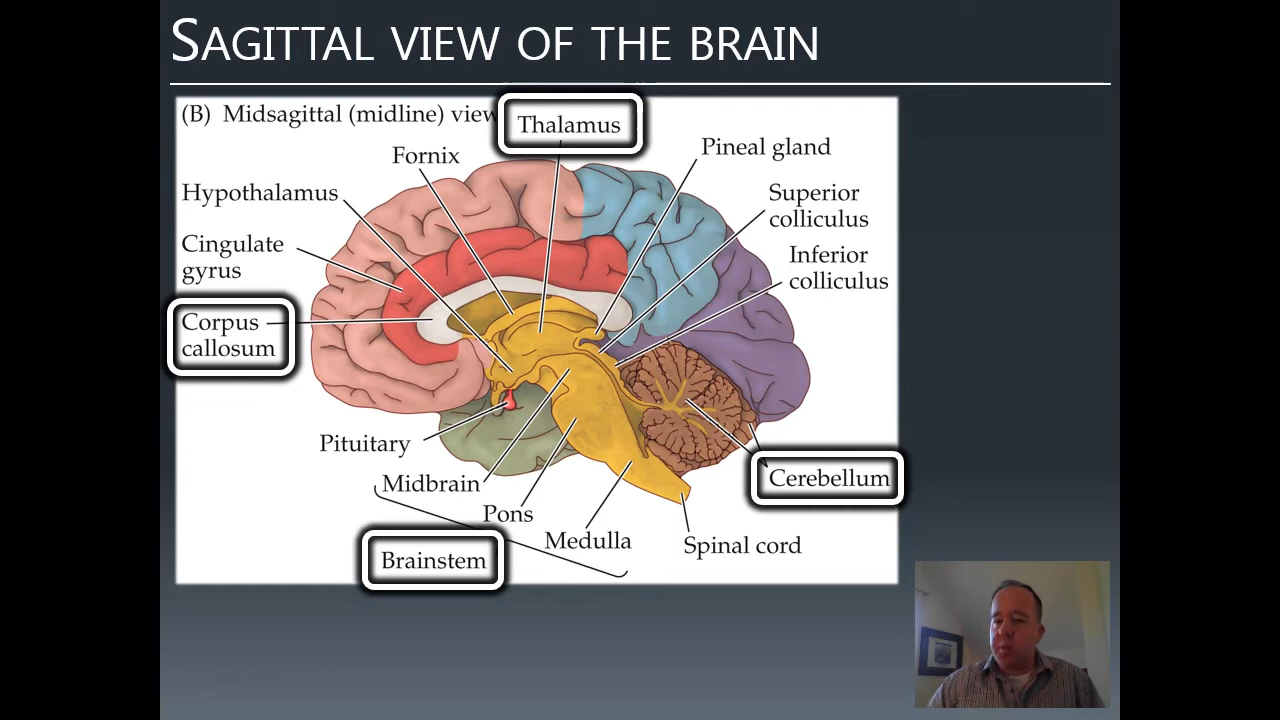 SAGITTAL VIEW OF THE BRAIN
(B) Midsagittal (midline) view
Thalamus
Fornix
Pineal gland
Hypothalamus
Superior
colliculus
Cingulate
gyrus
Inferior
colliculus
Corpus
callosum
Pituitary
Midbrain
Cerebellum
Pons
Medulla
Spinal cord
Brainstem